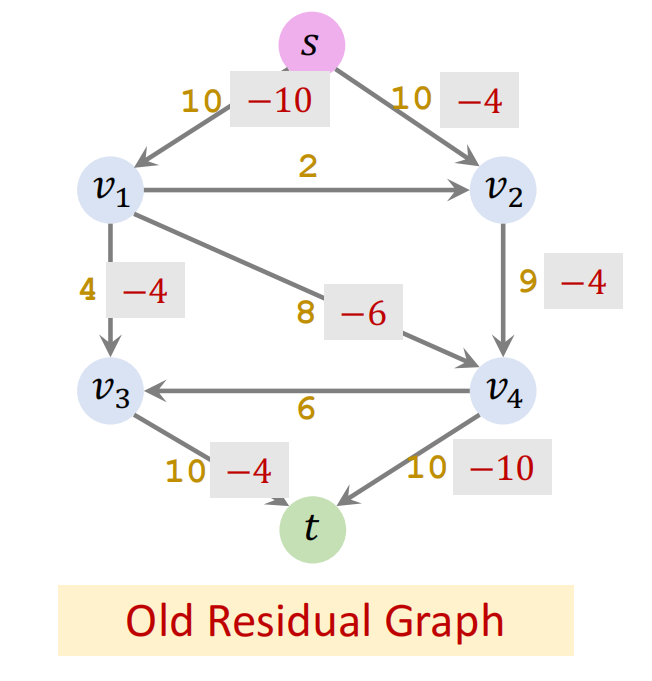 s
10 −10
10 −4
v₁
2
v₂
4 −4
8 −6
9 −4
v₃
6
v₄
10 −4
10 −10
t
Old Residual Graph